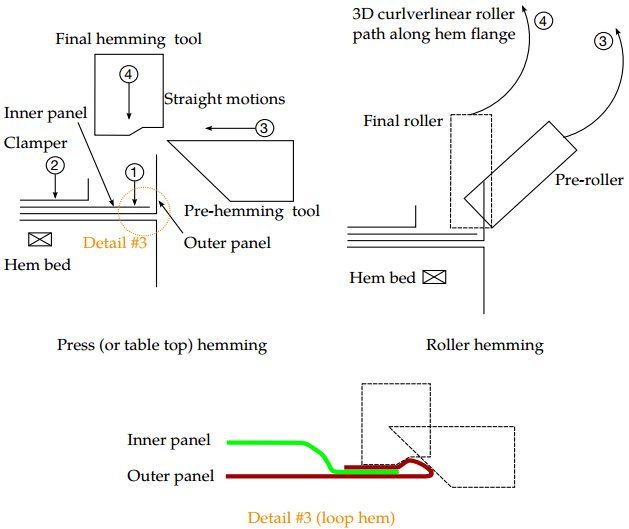 Final hemming tool
4
Straight motions
3
Inner panel
Clamper
2
1
Pre-hemming tool
Detail #3
Outer panel
Hem bed
Press (or table top) hemming
3D curlverlinear roller
path along hem flange
4
3
Final roller
Pre-roller
Hem bed
Roller hemming
Inner panel
Outer panel
Detail #3 (loop hem)